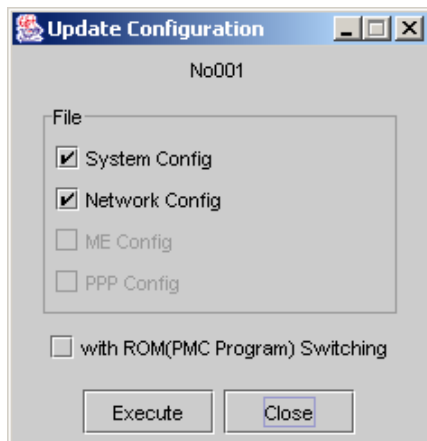 Update Configuration
No001
File
System Config
Network Config
ME Config
PPP Config
with ROM(PMC Program) Switching
Execute Close